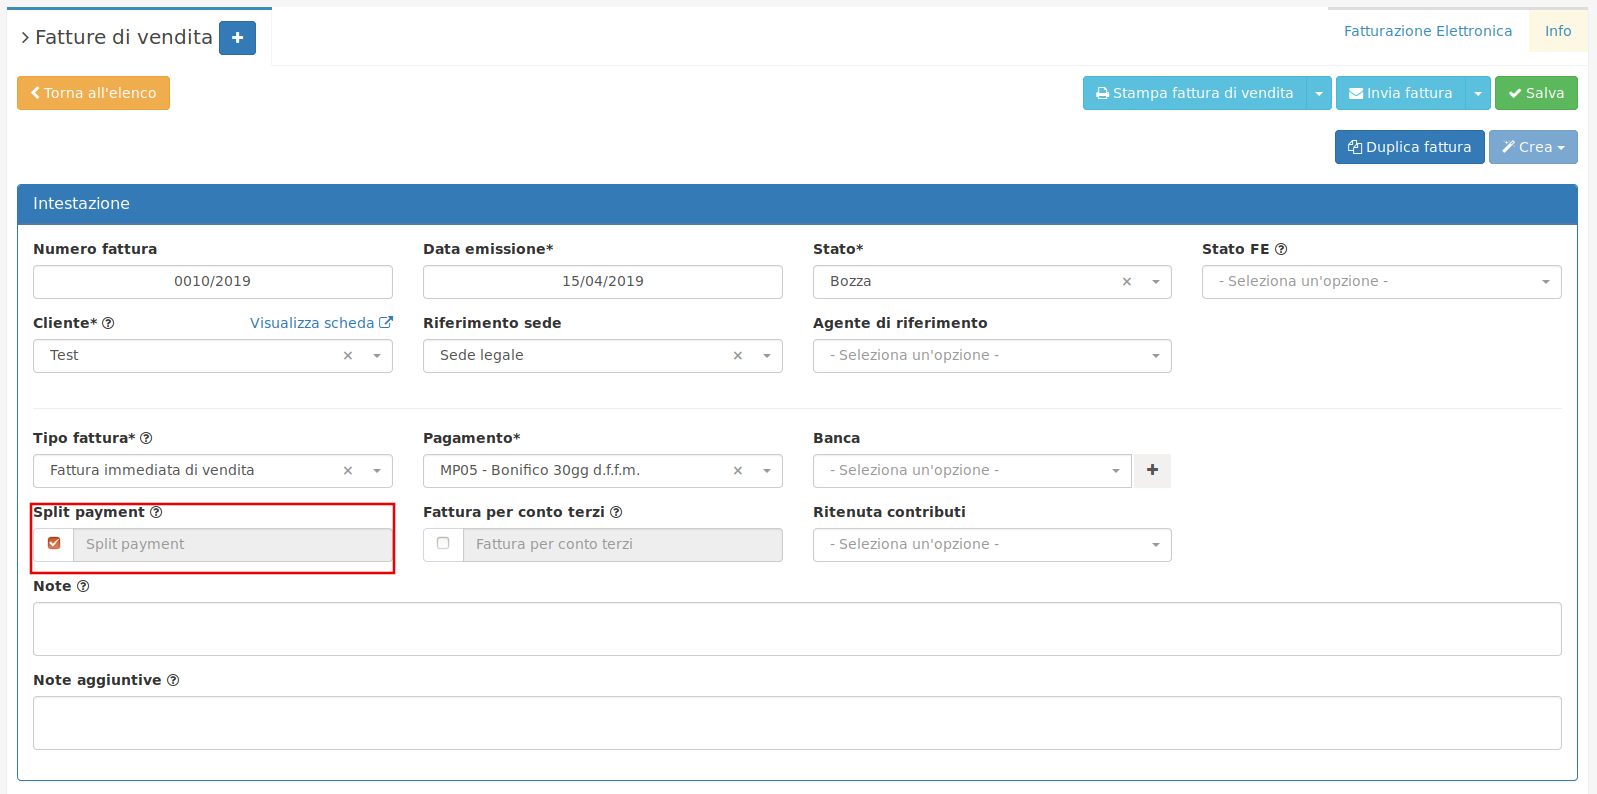 Fatture di vendita
Fatturazione Elettronica Info
Torna all'elenco
Stampa fattura di vendita Invia fattura Salva
Duplica fattura Crea
Intestazione
Numero fattura Data emissione* Stato* Stato FE
0010/2019 15/04/2019 Bozza × - Seleziona un'opzione -
Cliente* Visualizza scheda Riferimento sede Agente di riferimento
Test × Sede legale × - Seleziona un'opzione -
Tipo fattura* Pagamento* Banca
Fattura immediata di vendita × MP05 - Bonifico 30gg d.f.f.m. × - Seleziona un'opzione - +
Split payment Fattura per conto terzi Ritenuta contributi
Split payment Fattura per conto terzi - Seleziona un'opzione -
Note
Note aggiuntive